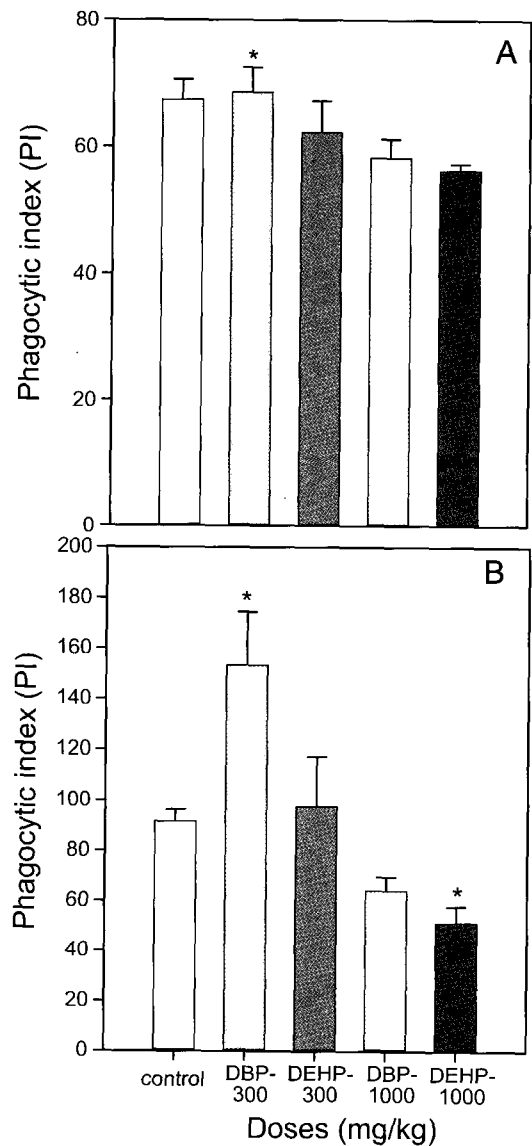 80
A
*
60
40
20
0
Phagocytic index (PI)
200
B
180
*
160
140
120
100
80
60
*
40
20
0
Phagocytic index (PI)
control
DBP-
300
DEHP-
300
DBP-
1000
DEHP-
1000
Doses (mg/kg)